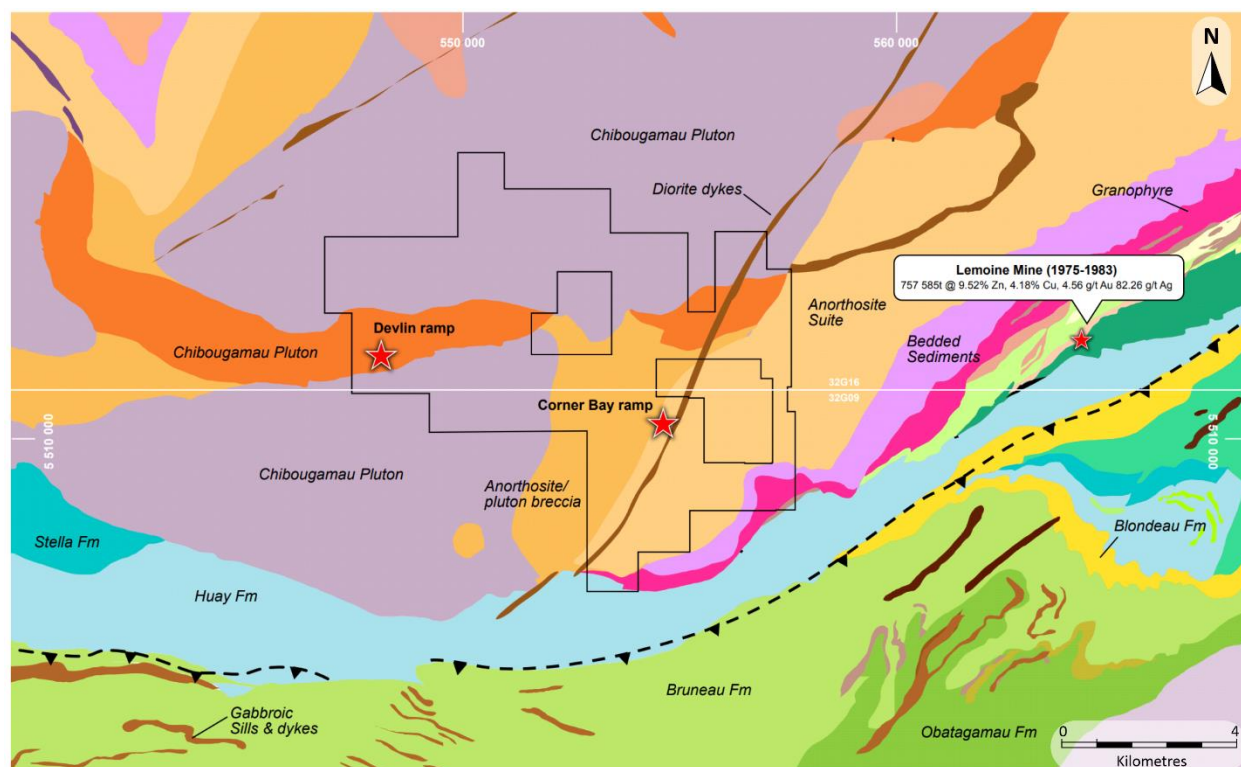 550 000
560 000
N
Chibougamau Pluton
Diorite dykes
Granophyre
Lemoine Mine (1975-1983)
757 585t @ 9.52% Zn, 4.18% Cu, 4.56 g/t Au 82.26 g/t Ag
Anorthosite
Suite
Devlin ramp
Bedded
Sediments
Chibougamau Pluton
32G16
32G09
Corner Bay ramp
5 510 000
5 510 000
Chibougamau Pluton
Anorthosite/
pluton breccia
Stella Fm
Blondeau Fm
Huay Fm
Bruneau Fm
Gabbroic
Sills & dykes
Obatagamau Fm
0
4
Kilometres